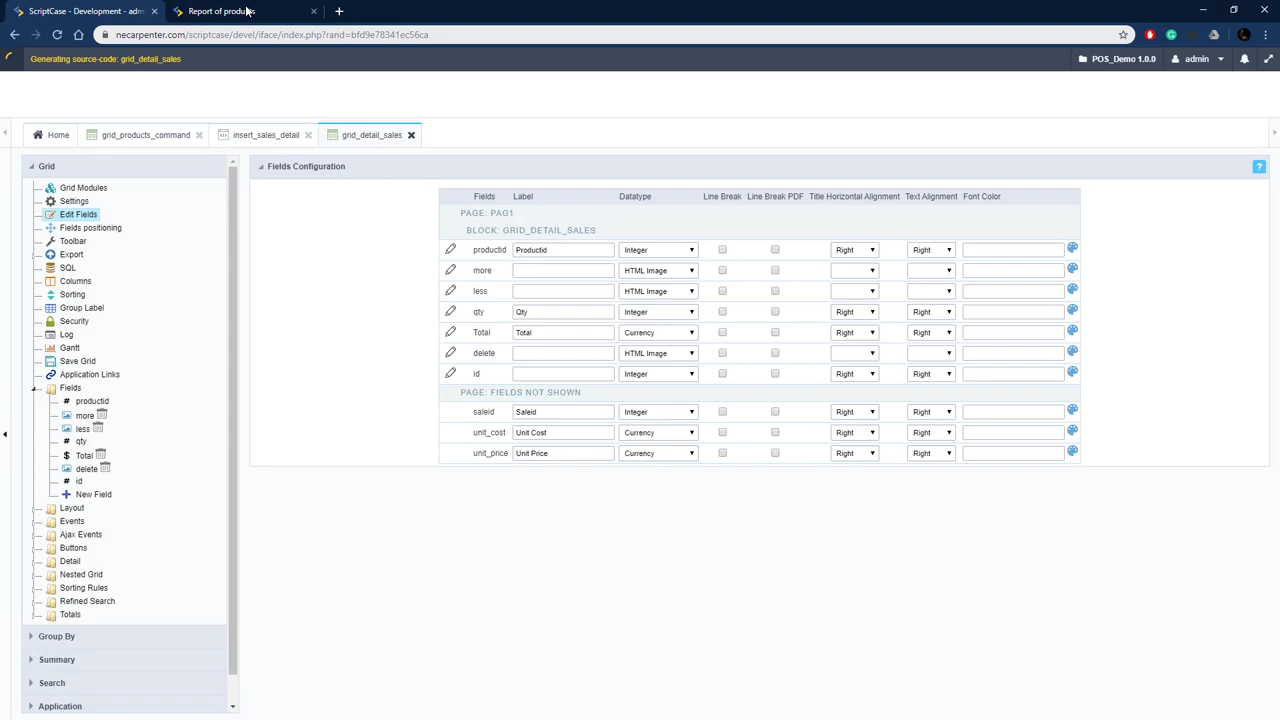 ScriptCase - Development - adm
Report of products
necarpenter.com/scriptcase/devel/iface/index.php?rand=bfd9e78341ec56ca
Generating source-code: grid_detail_sales
POS_Demo 1.0.0
admin
Home
grid_products_command
insert_sales_detail
grid_detail_sales
Grid
Grid Modules
Settings
Edit Fields
Fields positioning
Toolbar
Export
SQL
Columns
Sorting
Group Label
Security
Log
Gantt
Save Grid
Application Links
Fields
productid
more
less
qty
Total
delete
id
New Field
Layout
Events
Ajax Events
Buttons
Detail
Nested Grid
Sorting Rules
Refined Search
Totals
Group By
Summary
Search
Application
Fields Configuration
?
Fields Label Datatype Line Break Line Break PDF Title Horizontal Alignment Text Alignment Font Color
PAGE: PAG1
BLOCK: GRID_DETAIL_SALES
productid Productid Integer Right Right
more HTML Image
less HTML Image
qty Qty Integer Right Right
Total Total Currency Right Right
delete HTML Image
id Integer Right Right
PAGE: FIELDS NOT SHOWN
saleid Saleid Integer Right Right
unit_cost Unit Cost Currency Right Right
unit_price Unit Price Currency Right Right